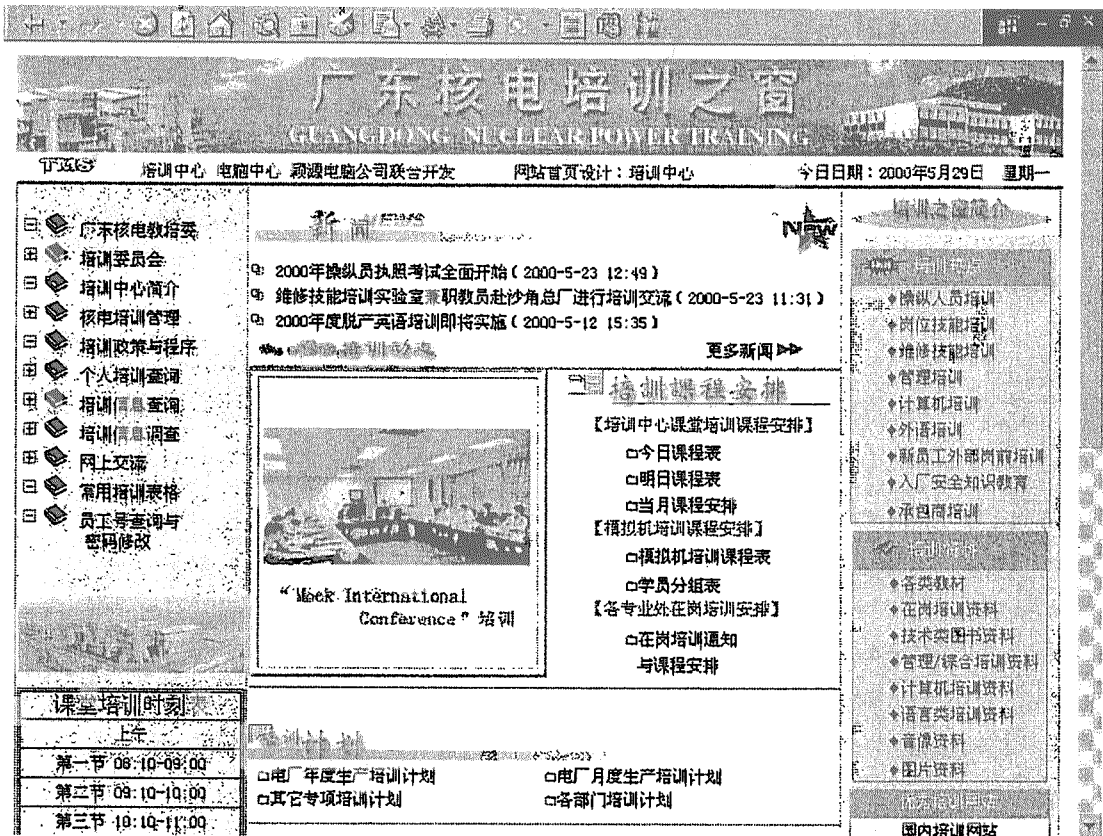 广东核电培训之窗
GUANGDONG NUCLEAR POWER TRAINING
TMS 培训中心 电脑中心 颖源电脑公司联合开发 网站首页设计：培训中心 今日日期：2000年5月29日 星期一
广东核电教培委
培训委员会
培训中心简介
核电培训管理
培训政策与程序
个人培训查询
培训信息查询
培训信息调查
网上交流
常用培训表格
员工号查询与
密码修改
课堂培训时刻表
上午
第一节 08:10-09:00
第二节 09:10-10:00
第三节 10:10-11:00
新闻 NEWS
New
2000年操纵员执照考试全面开始(2000-5-23 12:49)
维修技能培训实验室兼职教员赴沙角总厂进行培训交流(2000-5-23 11:31)
2000年度脱产英语培训即将实施(2000-5-12 15:35)
培训动态
更多新闻
"Mock International
Conference"培训
培训课程安排
【培训中心课堂培训课程安排】
今日课程表
明日课程表
当月课程安排
【模拟机培训课程安排】
模拟机培训课程表
学员分组表
【各专业处在岗培训安排】
在岗培训通知
与课程安排
培训计划
电厂年度生产培训计划 电厂月度生产培训计划
其它专项培训计划 各部门培训计划
培训之窗简介
操纵人员培训
岗位技能培训
维修技能培训
管理培训
计算机培训
外语培训
新员工外部岗前培训
入厂安全知识教育
承包商培训
各类教材
在岗培训资料
技术类图书资料
管理/综合培训资料
计算机培训资料
语言类培训资料
音像资料
图片资料
国内培训网站